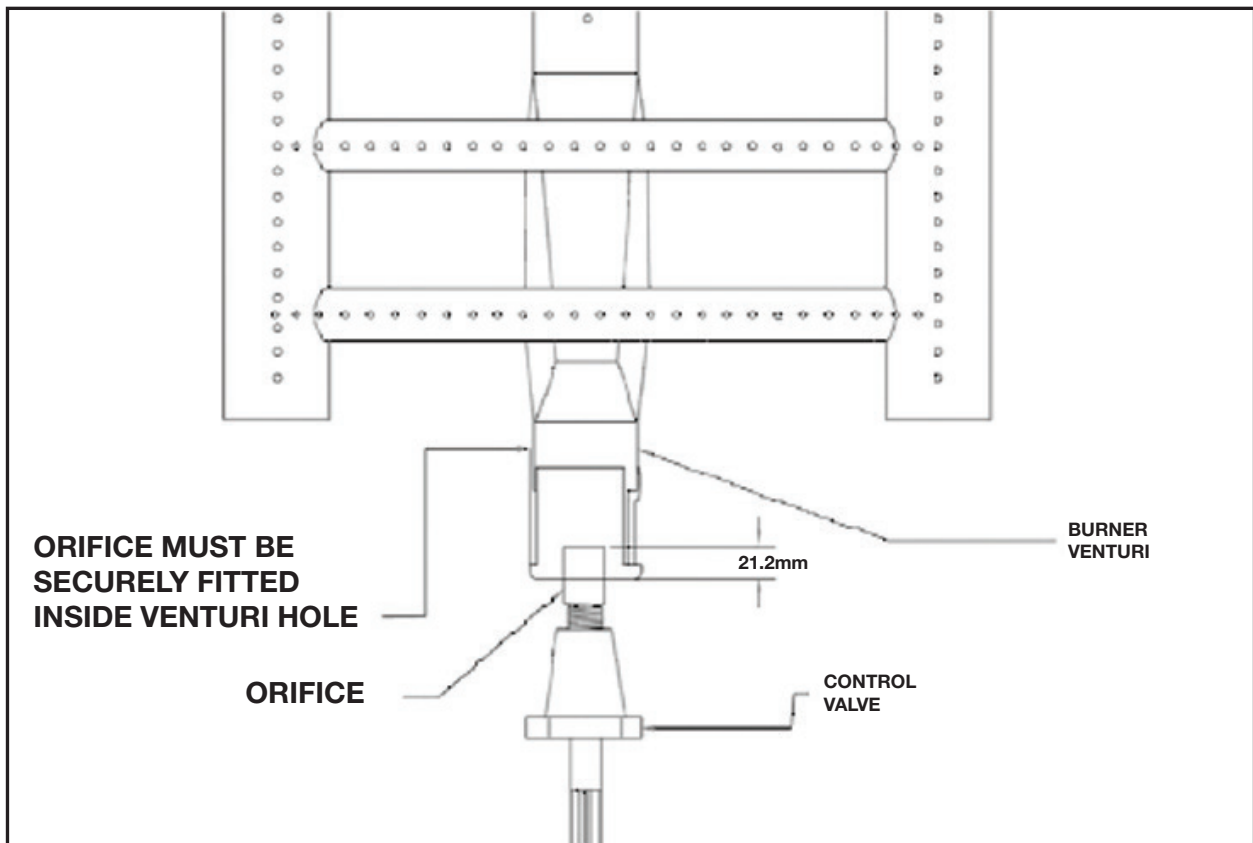 ORIFICE MUST BE
SECURELY FITTED
INSIDE VENTURI HOLE
21.2mm
BURNER
VENTURI
ORIFICE
CONTROL
VALVE